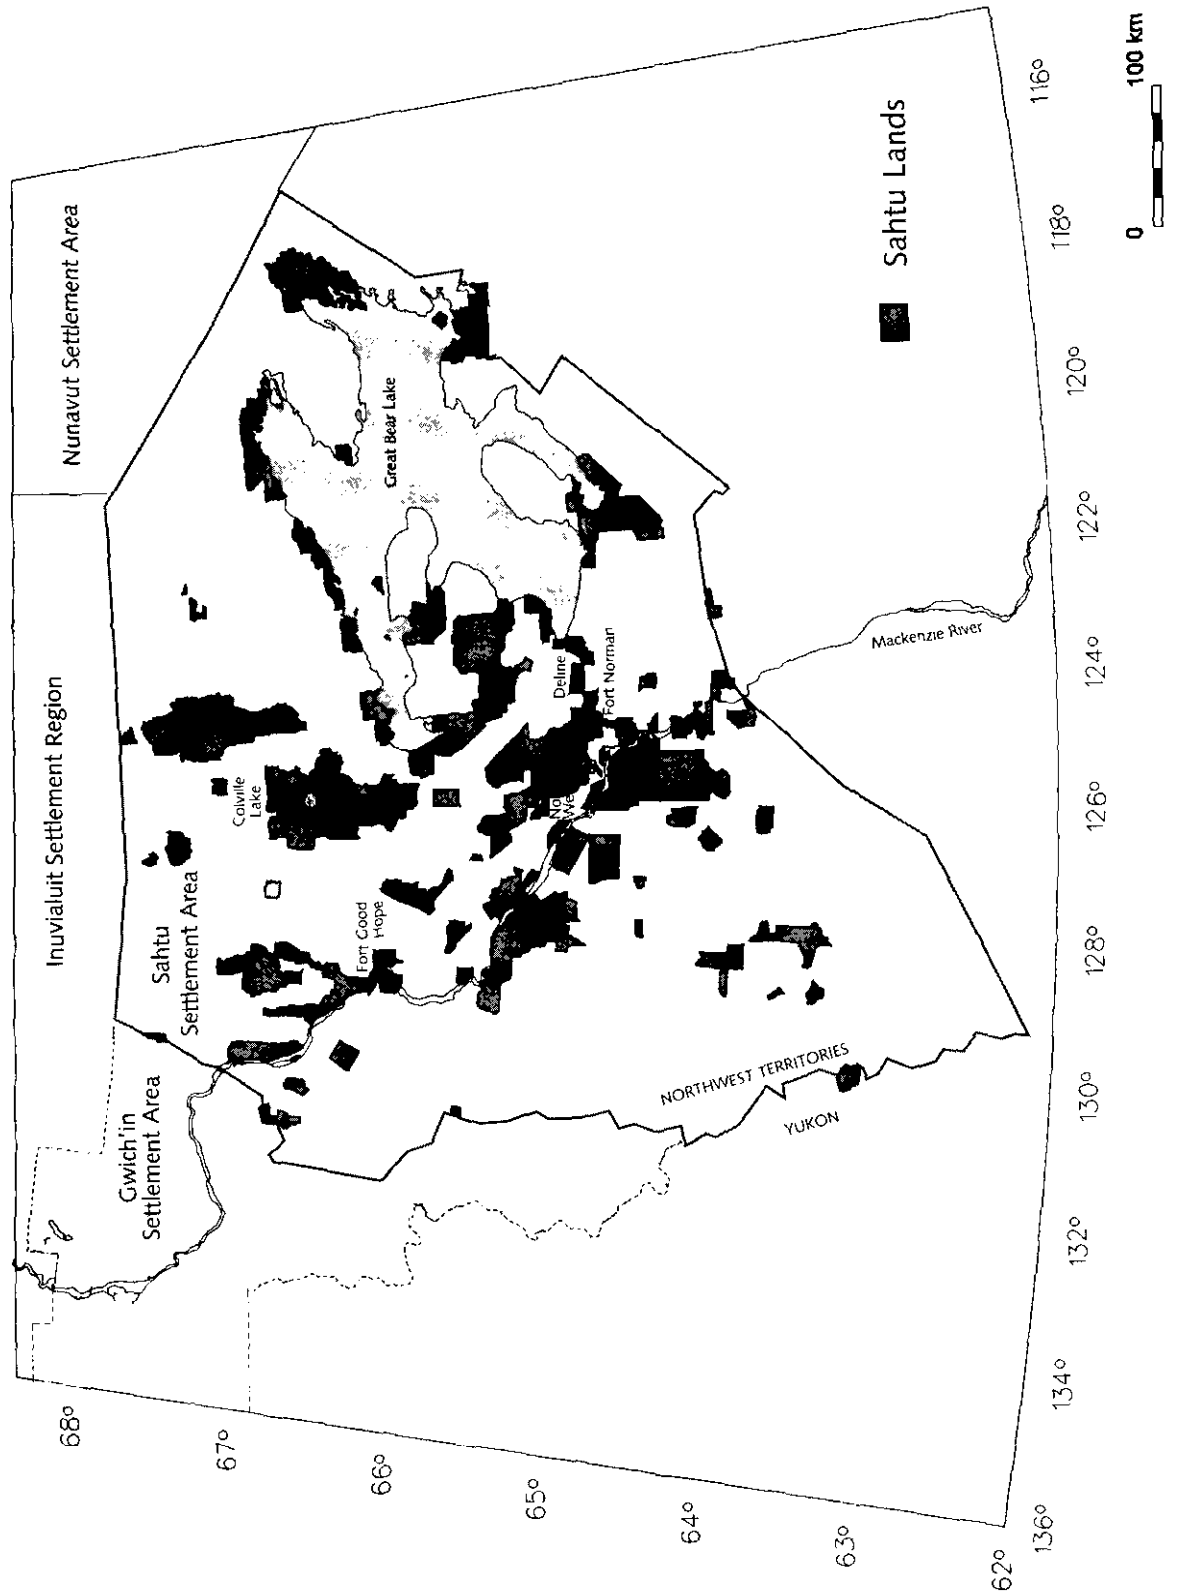 Nunavut Settlement Area
Inuvialuit Settlement Region
Gwich'in
Settlement Area
Sahtu
Settlement Area
Colville
Lake
Great Bear Lake
Fort Good
Hope
No
We
Deline
Fort Norman
Mackenzie River
NORTHWEST TERRITORIES
YUKON
Sahtu Lands
68°
67°
66°
65°
64°
63°
62°
136°
134°
132°
130°
128°
126°
124°
122°
120°
118°
116°
0 100 km